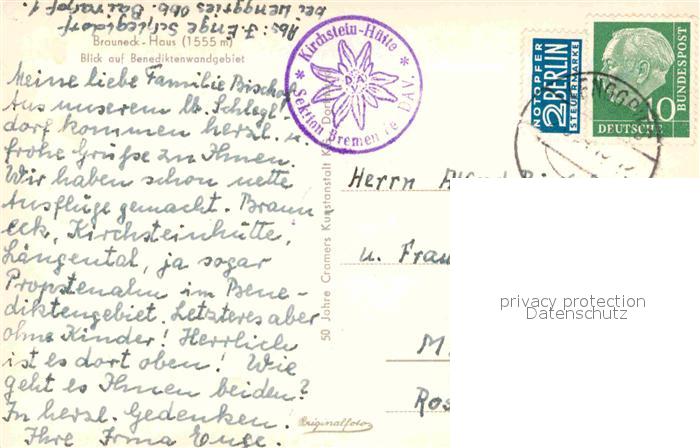 Abs: J. Enge Schlegldorf
bei Lenggries Obb. Bairahof 1.
Brauneck-Haus (1555 m)
Blick auf Benediktenwandgebiet
Meine liebe Familie Bischof
Aus unserem lb. Schlegl
dorf kommen herzl. u.
frohe Grüße zu Ihnen.
Wir haben schon nette
Ausflüge gemacht. Braun
eck, Kirchsteinhütte,
Längental, ja sogar
Propstenalm im Bene-
diktengebiet. Letzteres aber
ohne Kinder! Herrlich
ist es dort oben! Wie
geht es Ihnen beiden?
In herzl. Gedenken.
Ihre Irma Enge.
50 Jahre Cramers Kunstanstalt
Originalfoto
* Kirchstein-Hütte *
D.A.V.
Sektion Bremen DAV.
NOTOPFER
2 BERLIN
STEUERMARKE
DEUTSCHE
BUNDESPOST
Herrn
u. Frau
M.
privacy protection
Datenschutz